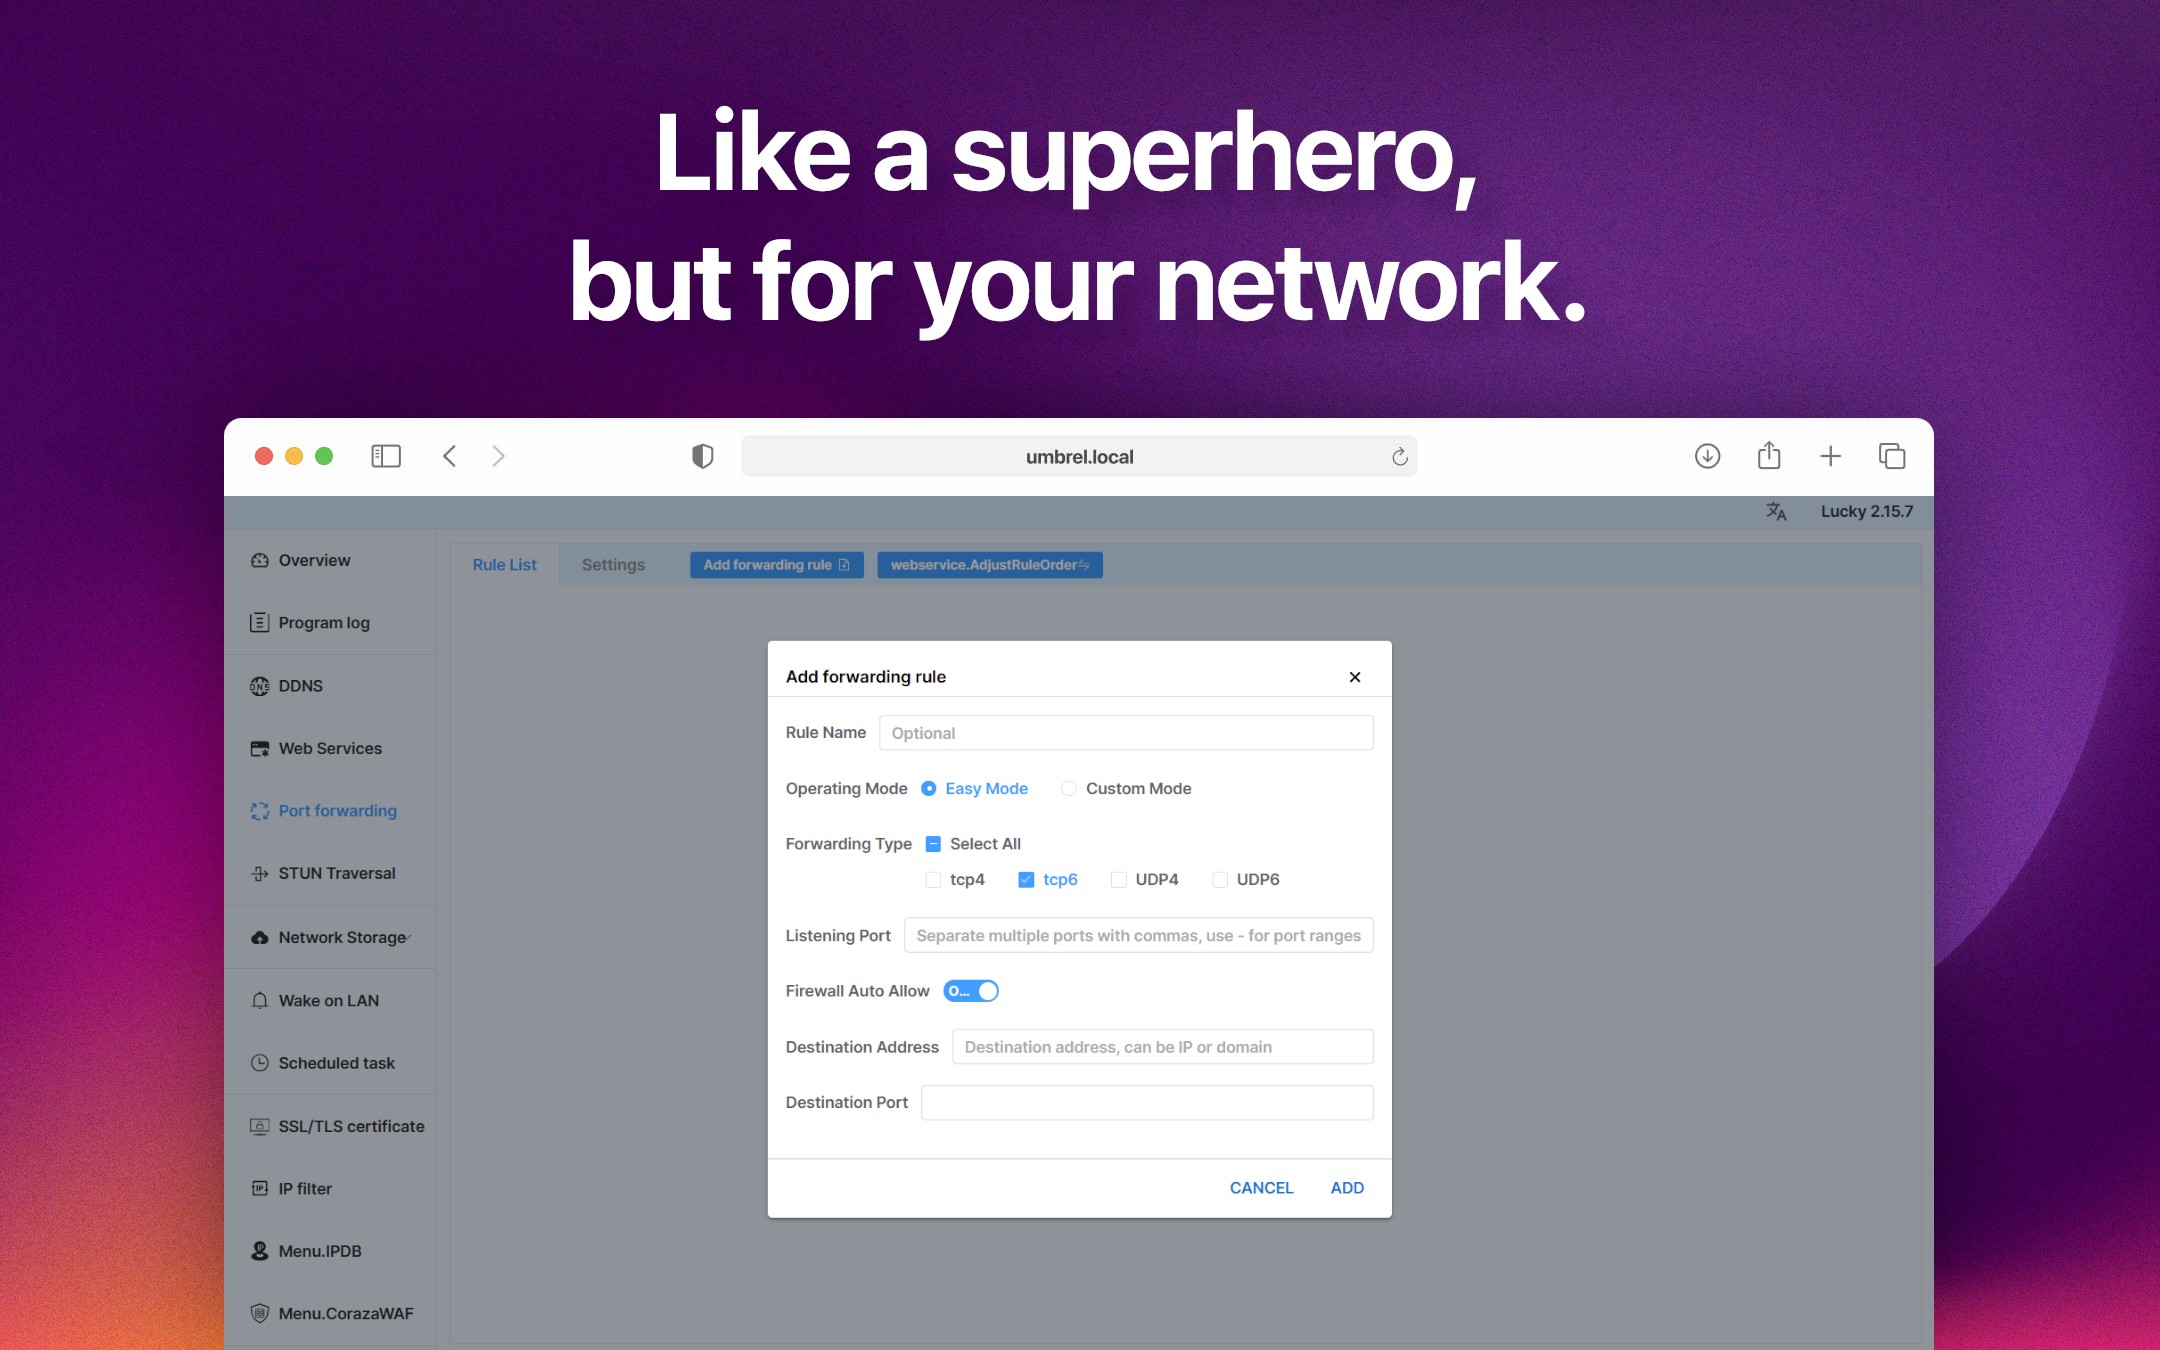 Like a superhero,
but for your network.
umbrel.local
Lucky 2.15.7
Overview
Program log
DDNS
Web Services
Port forwarding
STUN Traversal
Network Storage
Wake on LAN
Scheduled task
SSL/TLS certificate
IP filter
Menu.IPDB
Menu.CorazaWAF
Rule List Settings Add forwarding rule webservice.AdjustRuleOrder
Add forwarding rule
Rule Name Optional
Operating Mode Easy Mode Custom Mode
Forwarding Type Select All
tcp4 tcp6 UDP4 UDP6
Listening Port Separate multiple ports with commas, use - for port ranges
Firewall Auto Allow O...
Destination Address Destination address, can be IP or domain
Destination Port
CANCEL ADD